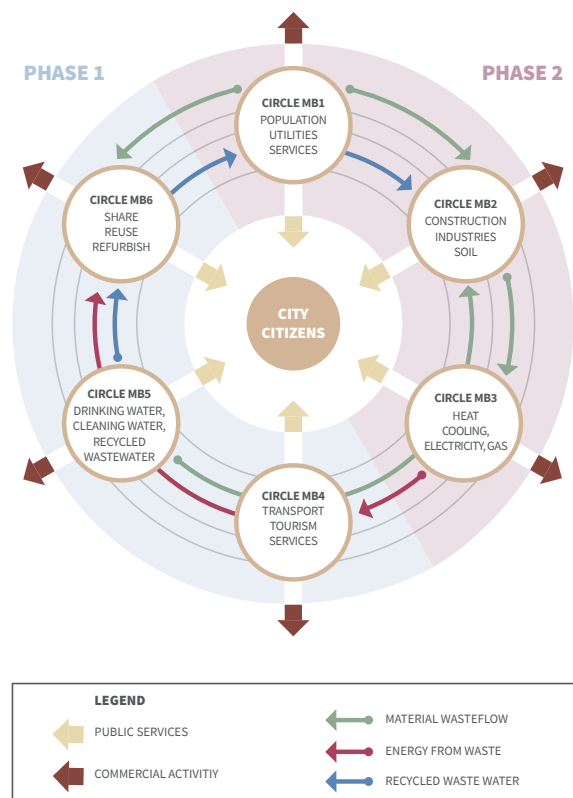 PHASE 1
PHASE 2
CIRCLE MB1
POPULATION
UTILITIES
SERVICES
CIRCLE MB6
SHARE
REUSE
REFURBISH
CIRCLE MB2
CONSTRUCTION
INDUSTRIES
SOIL
CITY
CITIZENS
CIRCLE MB5
DRINKING WATER,
CLEANING WATER,
RECYCLED
WASTEWATER
CIRCLE MB3
HEAT
COOLING,
ELECTRICITY, GAS
CIRCLE MB4
TRANSPORT
TOURISM
SERVICES
LEGEND
PUBLIC SERVICES
COMMERCIAL ACTIVITIY
MATERIAL WASTEFLOW
ENERGY FROM WASTE
RECYCLED WASTE WATER